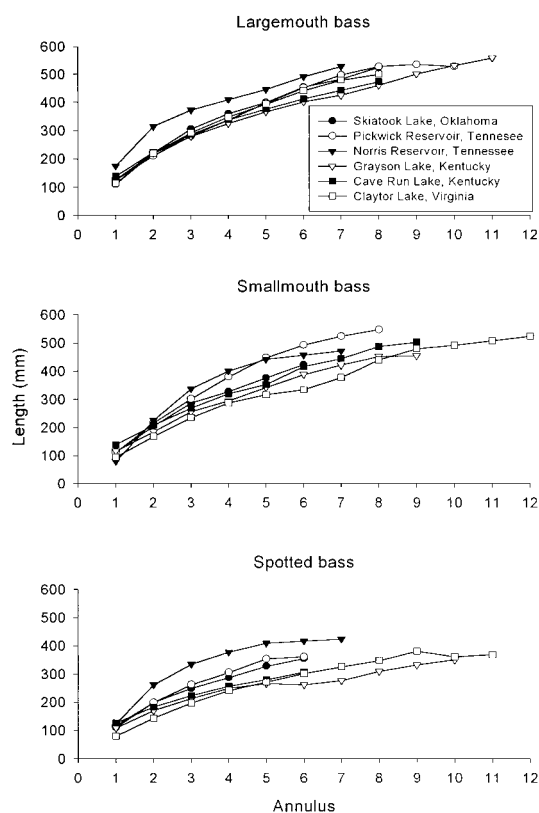 Largemouth bass
600
500
400
300
200
100
0
Skiatook Lake, Oklahoma
Pickwick Reservoir, Tennesee
Norris Reservoir, Tennessee
Grayson Lake, Kentucky
Cave Run Lake, Kentucky
Claytor Lake, Virginia
0 1 2 3 4 5 6 7 8 9 10 11 12
Smallmouth bass
Length (mm)
600
500
400
300
200
100
0
0 1 2 3 4 5 6 7 8 9 10 11 12
Spotted bass
600
500
400
300
200
100
0
0 1 2 3 4 5 6 7 8 9 10 11 12
Annulus